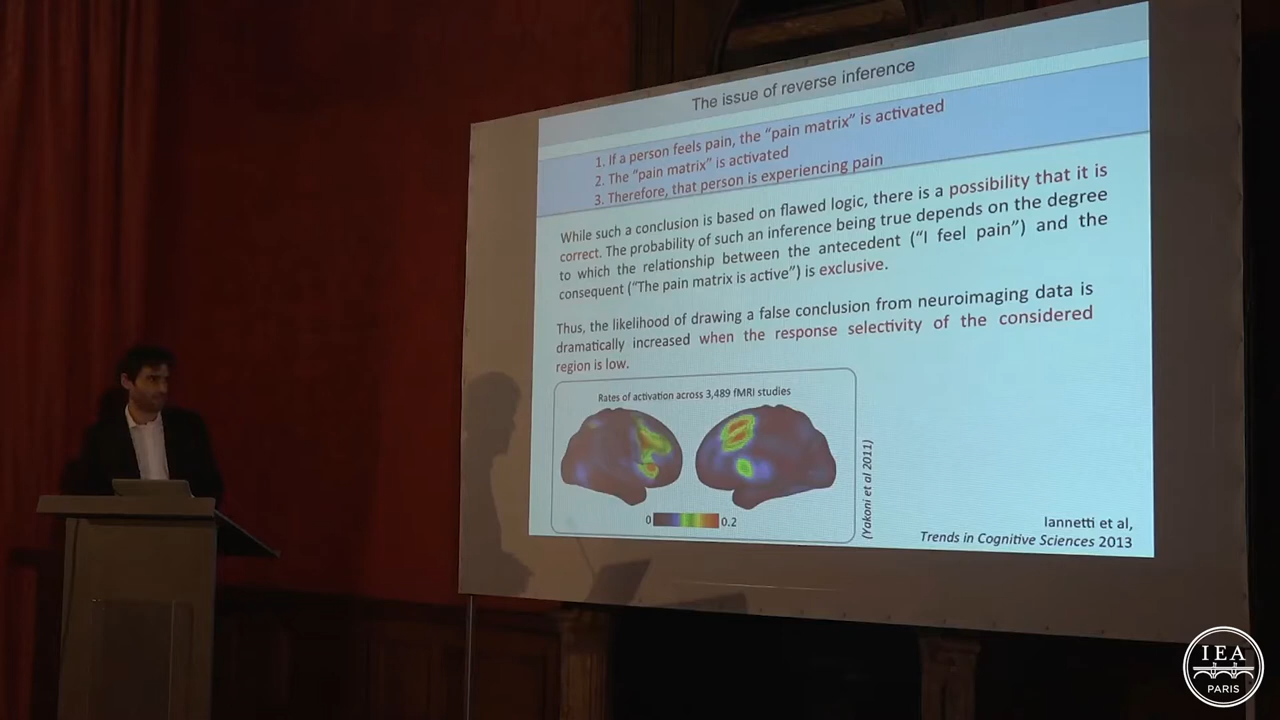 The issue of reverse inference
1. If a person feels pain, the “pain matrix” is activated
2. The “pain matrix” is activated
3. Therefore, that person is experiencing pain
While such a conclusion is based on flawed logic, there is a possibility that it is
correct. The probability of such an inference being true depends on the degree
to which the relationship between the antecedent (“I feel pain”) and the
consequent (“The pain matrix is active”) is exclusive.
Thus, the likelihood of drawing a false conclusion from neuroimaging data is
dramatically increased when the response selectivity of the considered
region is low.
Rates of activation across 3,489 fMRI studies
0
0.2
(Yakoni et al 2011)
Iannetti et al,
Trends in Cognitive Sciences 2013
IEA
PARIS